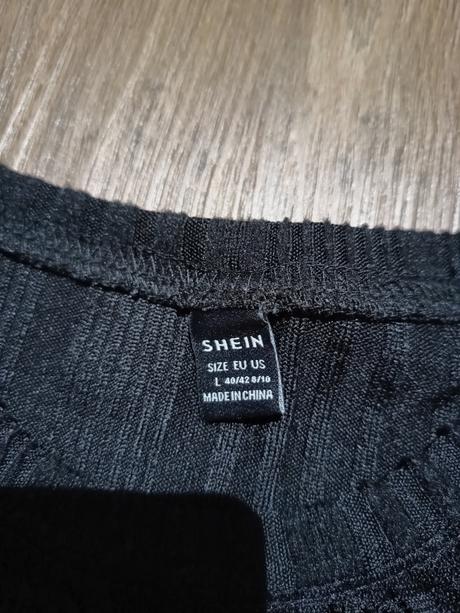 SHEIN
SIZE EU US
L 40/42 8/10
MADE IN CHINA